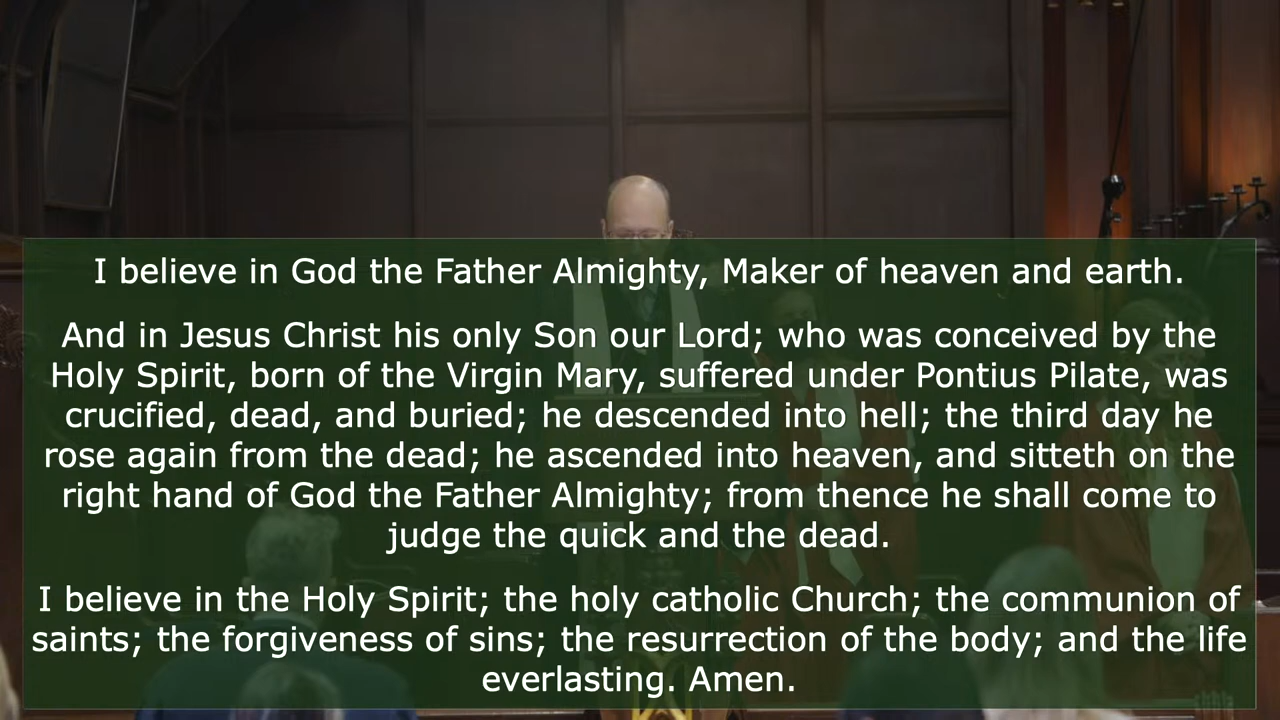 I believe in God the Father Almighty, Maker of heaven and earth.
And in Jesus Christ his only Son our Lord; who was conceived by the
Holy Spirit, born of the Virgin Mary, suffered under Pontius Pilate, was
crucified, dead, and buried; he descended into hell; the third day he
rose again from the dead; he ascended into heaven, and sitteth on the
right hand of God the Father Almighty; from thence he shall come to
judge the quick and the dead.
I believe in the Holy Spirit; the holy catholic Church; the communion of
saints; the forgiveness of sins; the resurrection of the body; and the life
everlasting. Amen.